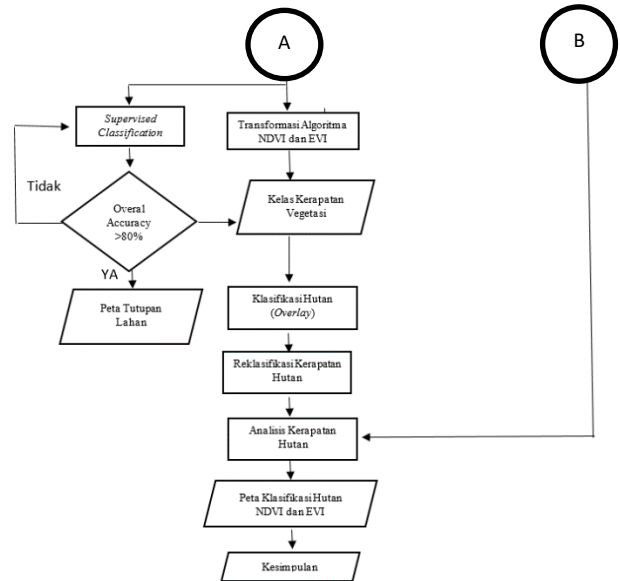 A
B
Supervised
Classification
Transformasi Algoritma
NDVI dan EVI
Tidak
Overal
Accuracy
>80%
Kelas Kerapatan
Vegetasi
YA
Peta Tutupan
Lahan
Klasifikasi Hutan
(Overlay)
Reklasifikasi Kerapatan
Hutan
Analisis Kerapatan
Hutan
Peta Klasifikasi Hutan
NDVI dan EVI
Kesimpulan